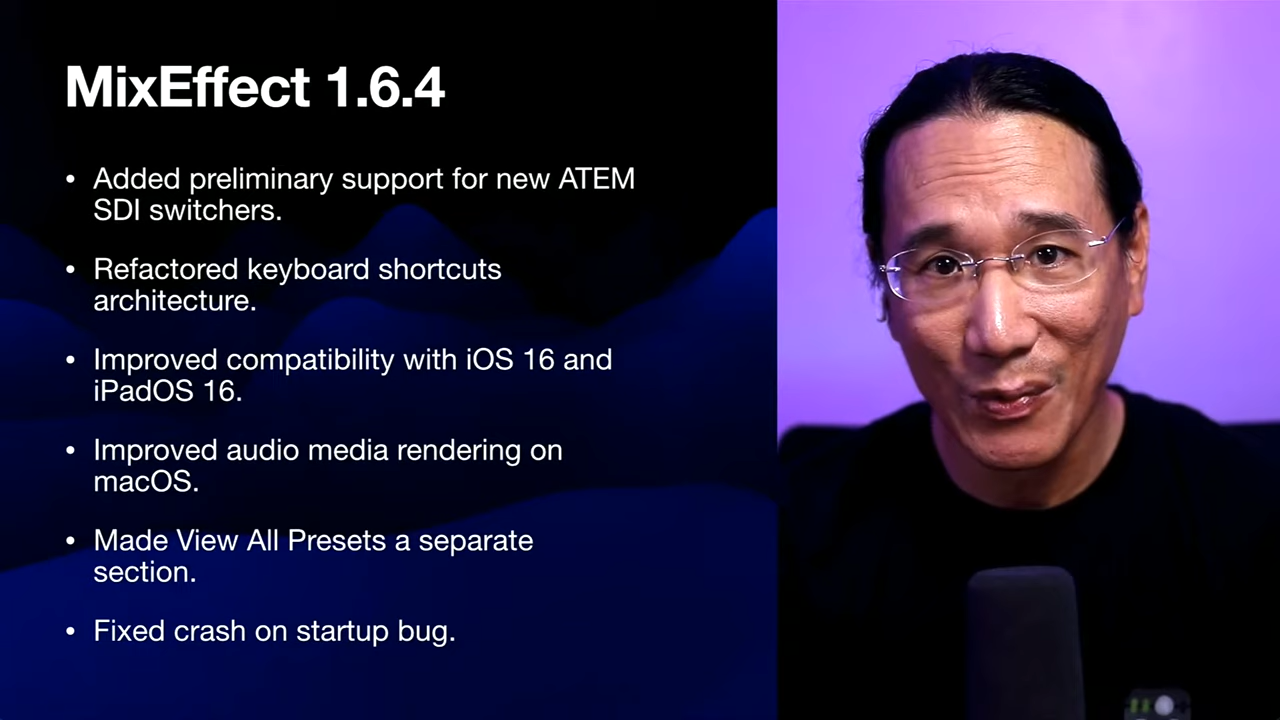 MixEffect 1.6.4
• Added preliminary support for new ATEM
SDI switchers.
• Refactored keyboard shortcuts
architecture.
• Improved compatibility with iOS 16 and
iPadOS 16.
• Improved audio media rendering on
macOS.
• Made View All Presets a separate
section.
• Fixed crash on startup bug.